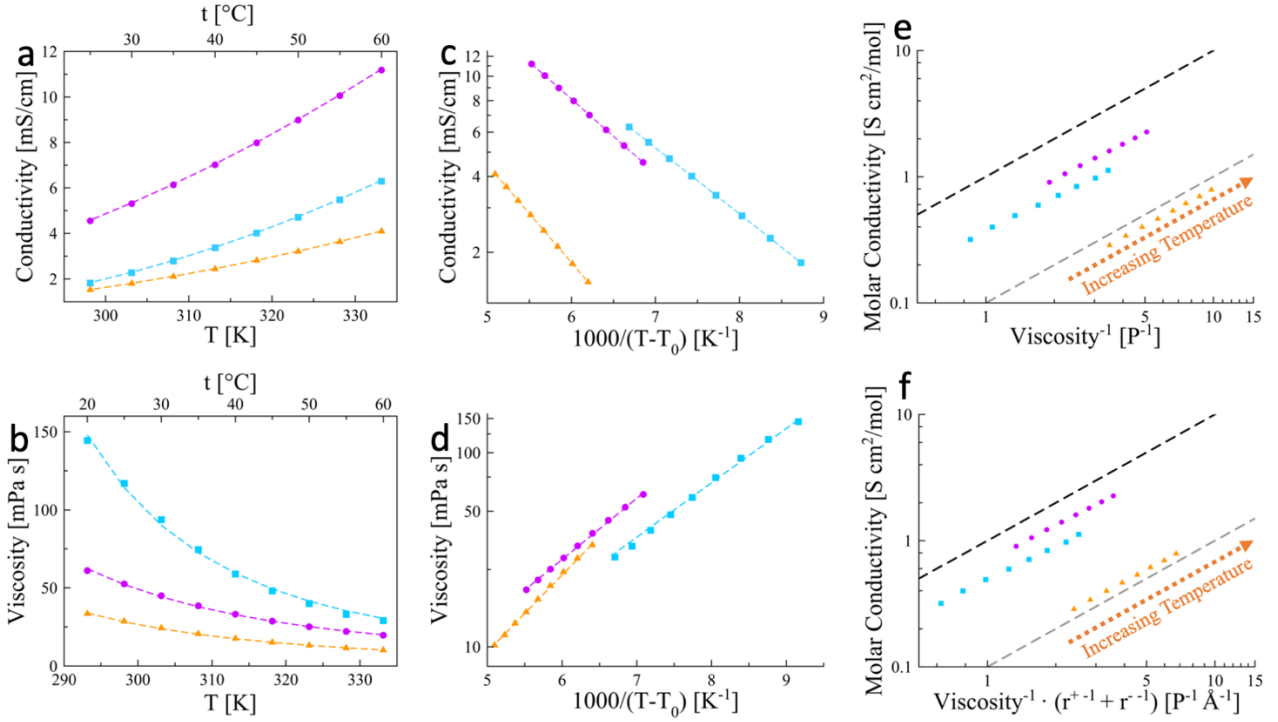 a
t [°C]
30 40 50 60
12
10
8
6
4
2
Conductivity [mS/cm]
300 310 320 330
T [K]
c
12
10
8
6
4
2
Conductivity [mS/cm]
5 6 7 8 9
1000/(T-T₀) [K⁻¹]
e
10
1
0.1
Molar Conductivity [S cm²/mol]
Increasing Temperature
1 10 15
Viscosity⁻¹ [P⁻¹]
b
t [°C]
20 30 40 50 60
150
100
50
0
Viscosity [mPa s]
290 300 310 320 330
T [K]
d
150
100
50
10
Viscosity [mPa s]
5 6 7 8 9
1000/(T-T₀) [K⁻¹]
f
10
1
0.1
Molar Conductivity [S cm²/mol]
Increasing Temperature
1 10 15
Viscosity⁻¹ · (r⁺⁻¹ + r⁻⁻¹) [P⁻¹ Å⁻¹]